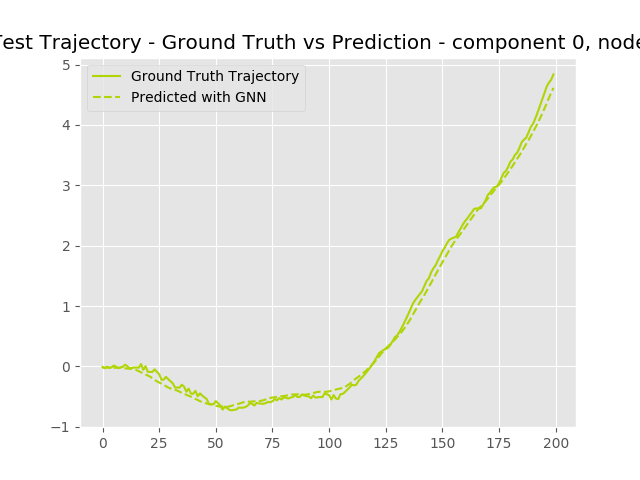 Test Trajectory - Ground Truth vs Prediction - component 0, node
Ground Truth Trajectory
Predicted with GNN
5
4
3
2
1
0
−1
0 25 50 75 100 125 150 175 200